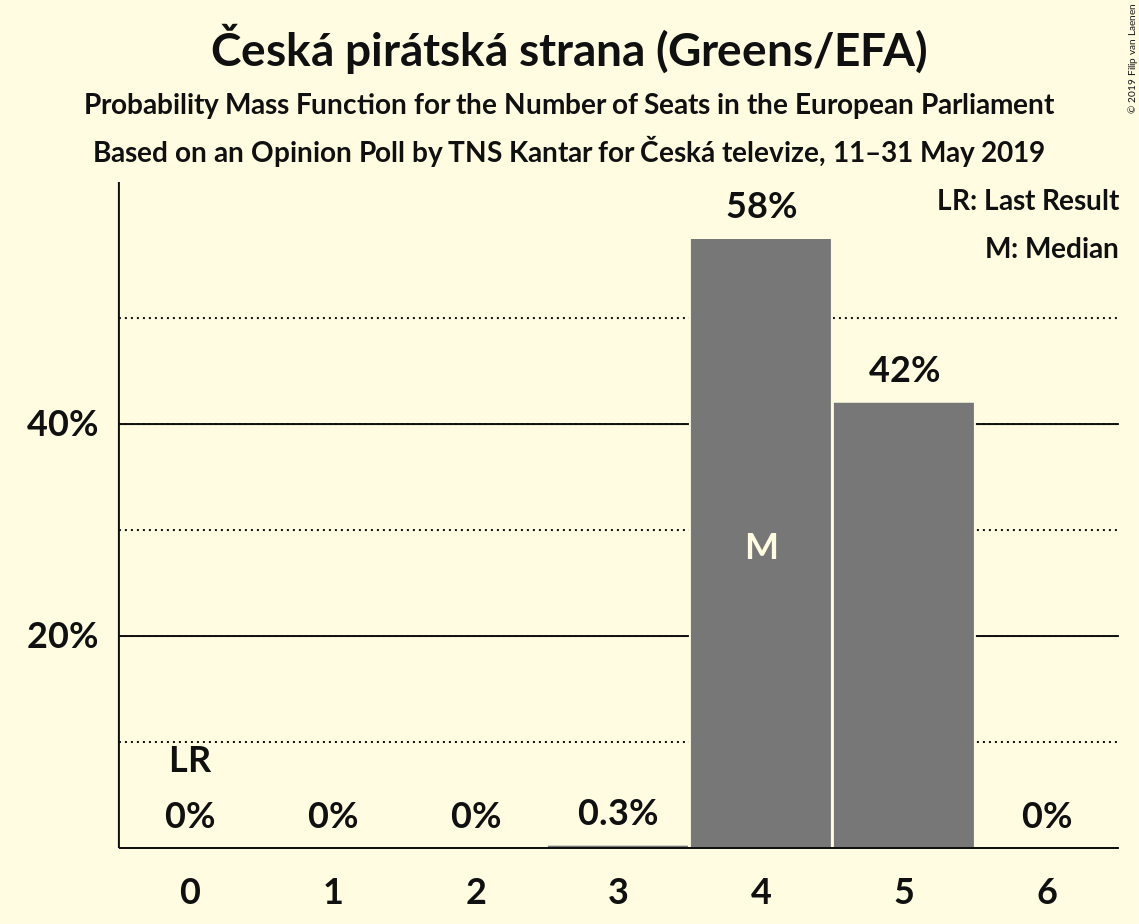 Česká pirátská strana (Greens/EFA)
Probability Mass Function for the Number of Seats in the European Parliament
Based on an Opinion Poll by TNS Kantar for Česká televize, 11–31 May 2019
© 2019 Filip van Laenen
LR: Last Result
M: Median
58%
42%
40%
M
20%
LR
0% 0% 0% 0.3% 0%
0 1 2 3 4 5 6